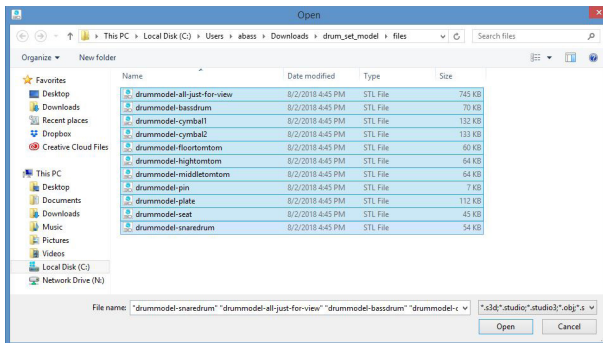 Open
This PC Local Disk (C:) Users abass Downloads drum_set_model files
Search files
Organize New folder
Name Date modified Type Size
Favorites
Desktop
Downloads
Recent places
Dropbox
Creative Cloud Files
This PC
Desktop
Documents
Downloads
Music
Pictures
Videos
Local Disk (C:)
Network Drive (N:)
drummodel-all-just-for-view 8/2/2018 4:45 PM STL File 745 KB
drummodel-bassdrum 8/2/2018 4:45 PM STL File 70 KB
drummodel-cymbal1 8/2/2018 4:45 PM STL File 132 KB
drummodel-cymbal2 8/2/2018 4:45 PM STL File 133 KB
drummodel-floortomtom 8/2/2018 4:45 PM STL File 60 KB
drummodel-hightomtom 8/2/2018 4:45 PM STL File 64 KB
drummodel-middletomtom 8/2/2018 4:45 PM STL File 64 KB
drummodel-pin 8/2/2018 4:45 PM STL File 7 KB
drummodel-plate 8/2/2018 4:45 PM STL File 112 KB
drummodel-seat 8/2/2018 4:45 PM STL File 45 KB
drummodel-snaredrum 8/2/2018 4:45 PM STL File 54 KB
File name: "drummodel-snaredrum" "drummodel-all-just-for-view" "drummodel-bassdrum" "drummodel-c
*.s3d;*.studio;*.studio3;*.obj;*.s
Open Cancel